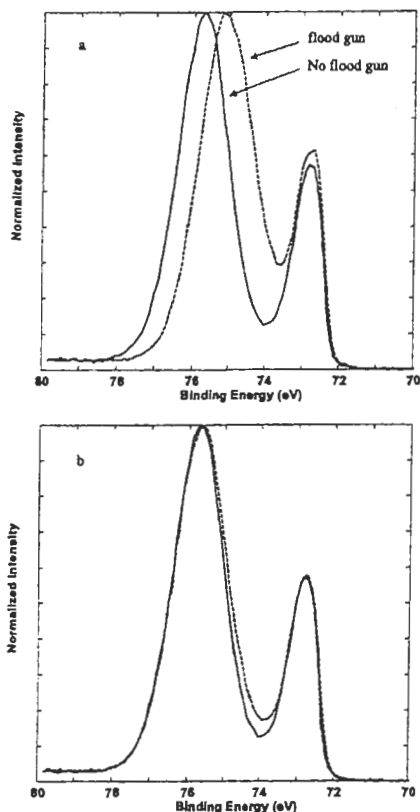 a
flood gun
No flood gun
Normalized Intensity
80 78 76 74 72 70
Binding Energy (eV)
b
Normalized Intensity
80 78 76 74 72 70
Binding Energy (eV)